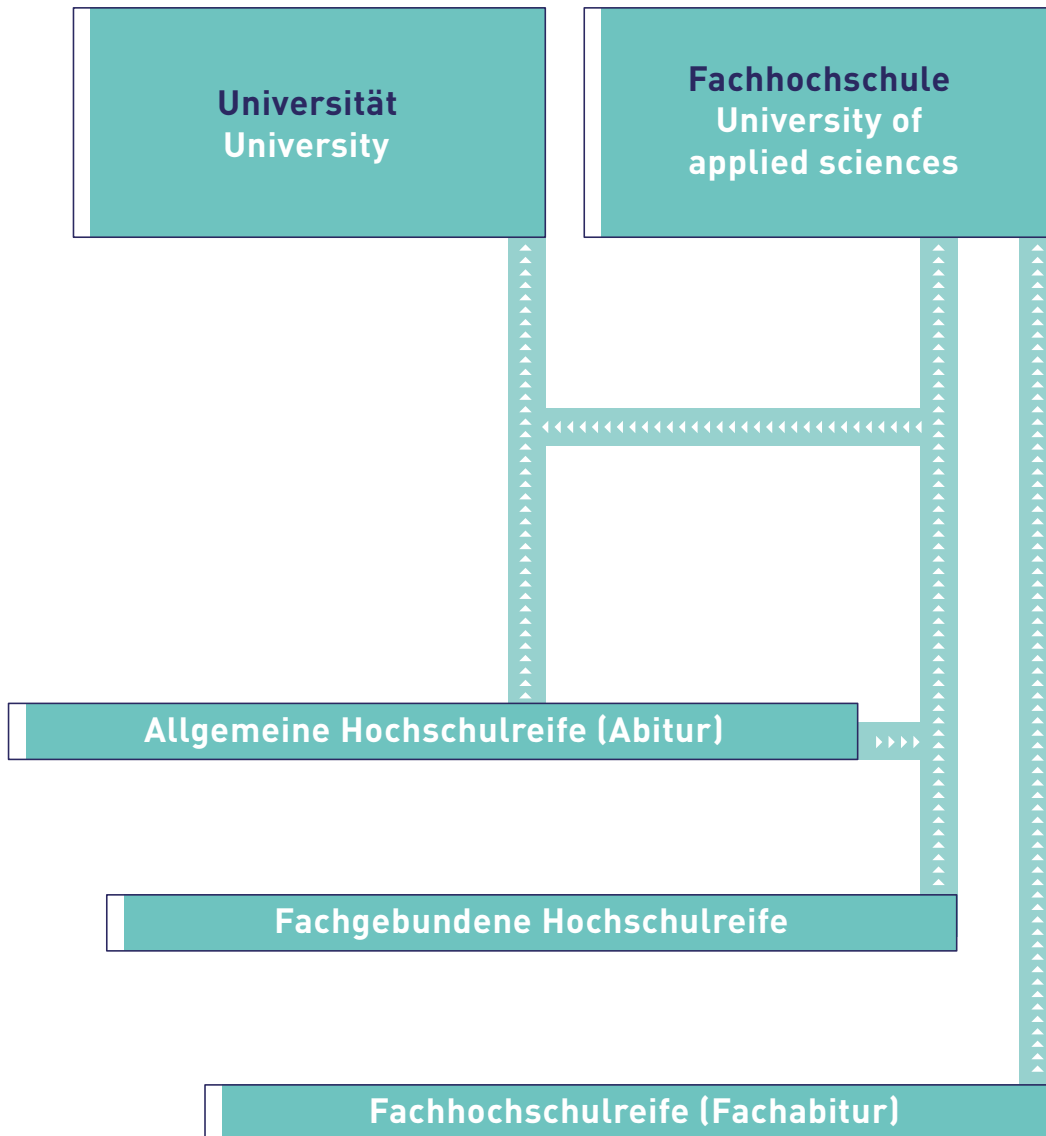 Universität
University
Fachhochschule
University of
applied sciences
Allgemeine Hochschulreife (Abitur)
Fachgebundene Hochschulreife
Fachhochschulreife (Fachabitur)